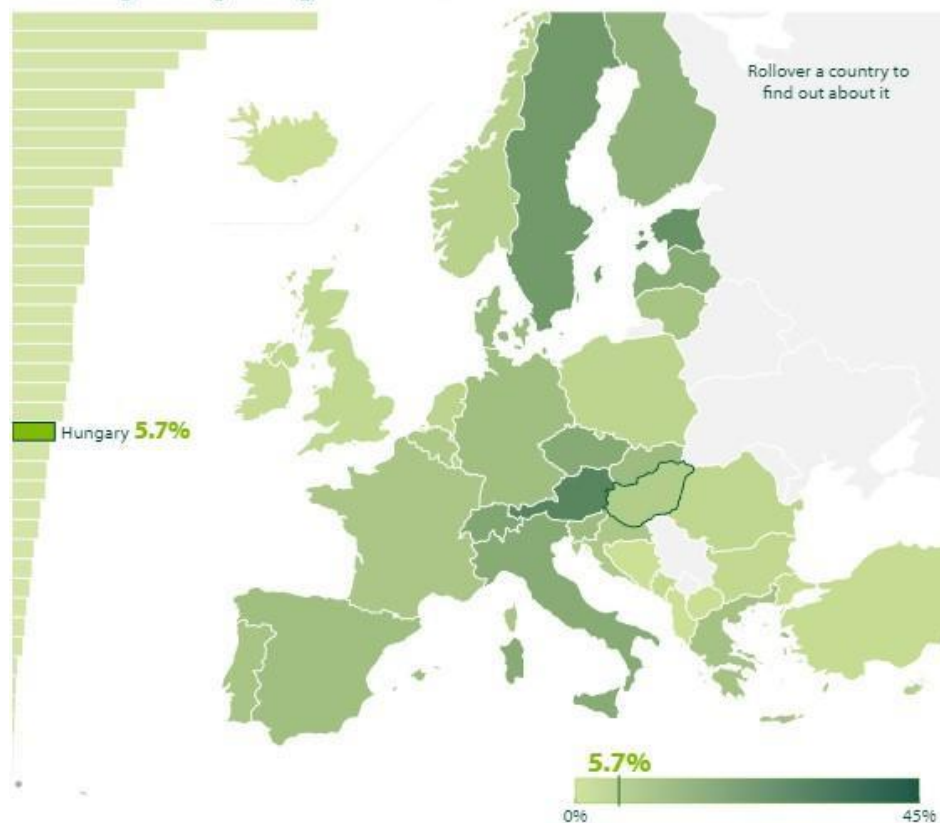 Rollover a country to
find out about it
Hungary 5.7%
5.7%
0%
45%